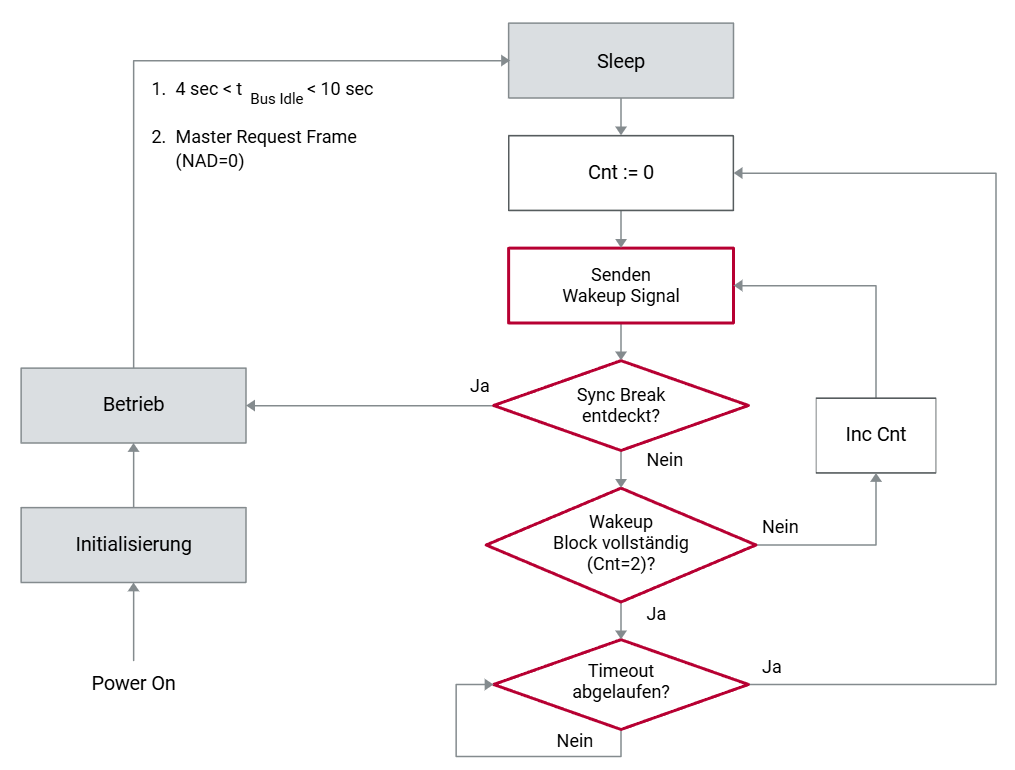 Sleep
1. 4 sec < t Bus Idle < 10 sec
2. Master Request Frame
(NAD=0)
Cnt := 0
Senden
Wakeup Signal
Ja
Sync Break
entdeckt?
Betrieb
Nein
Inc Cnt
Wakeup
Block vollständig
(Cnt=2)?
Nein
Initialisierung
Ja
Timeout
abgelaufen?
Ja
Power On
Nein